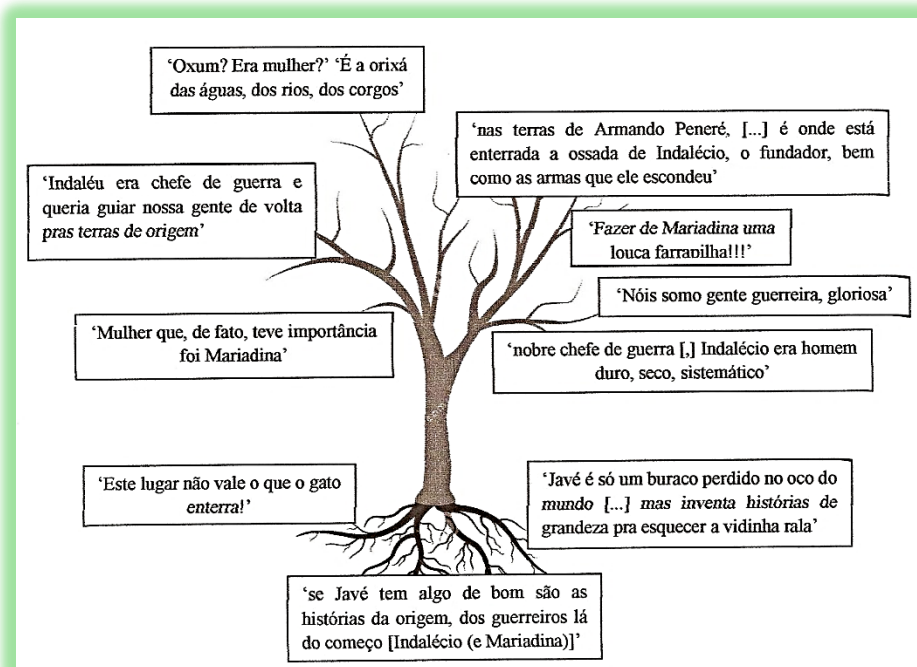 ‘Oxum? Era mulher?’ ‘É a orixá
das águas, dos rios, dos corgos’
‘nas terras de Armando Peneré, [...] é onde está
enterrada a ossada de Indalécio, o fundador, bem
como as armas que ele escondeu’
‘Indaléu era chefe de guerra e
queria guiar nossa gente de volta
pras terras de origem’
‘Fazer de Mariadina uma
louca farrapilha!!!’
‘Nóis somo gente guerreira, gloriosa’
‘Mulher que, de fato, teve importância
foi Mariadina’
‘nobre chefe de guerra [,] Indalécio era homem
duro, seco, sistemático’
‘Este lugar não vale o que o gato
enterra!’
‘Javé é só um buraco perdido no oco do
mundo [...] mas inventa histórias de
grandeza pra esquecer a vidinha rala’
‘se Javé tem algo de bom são as
histórias da origem, dos guerreiros lá
do começo [Indalécio (e Mariadina)]’